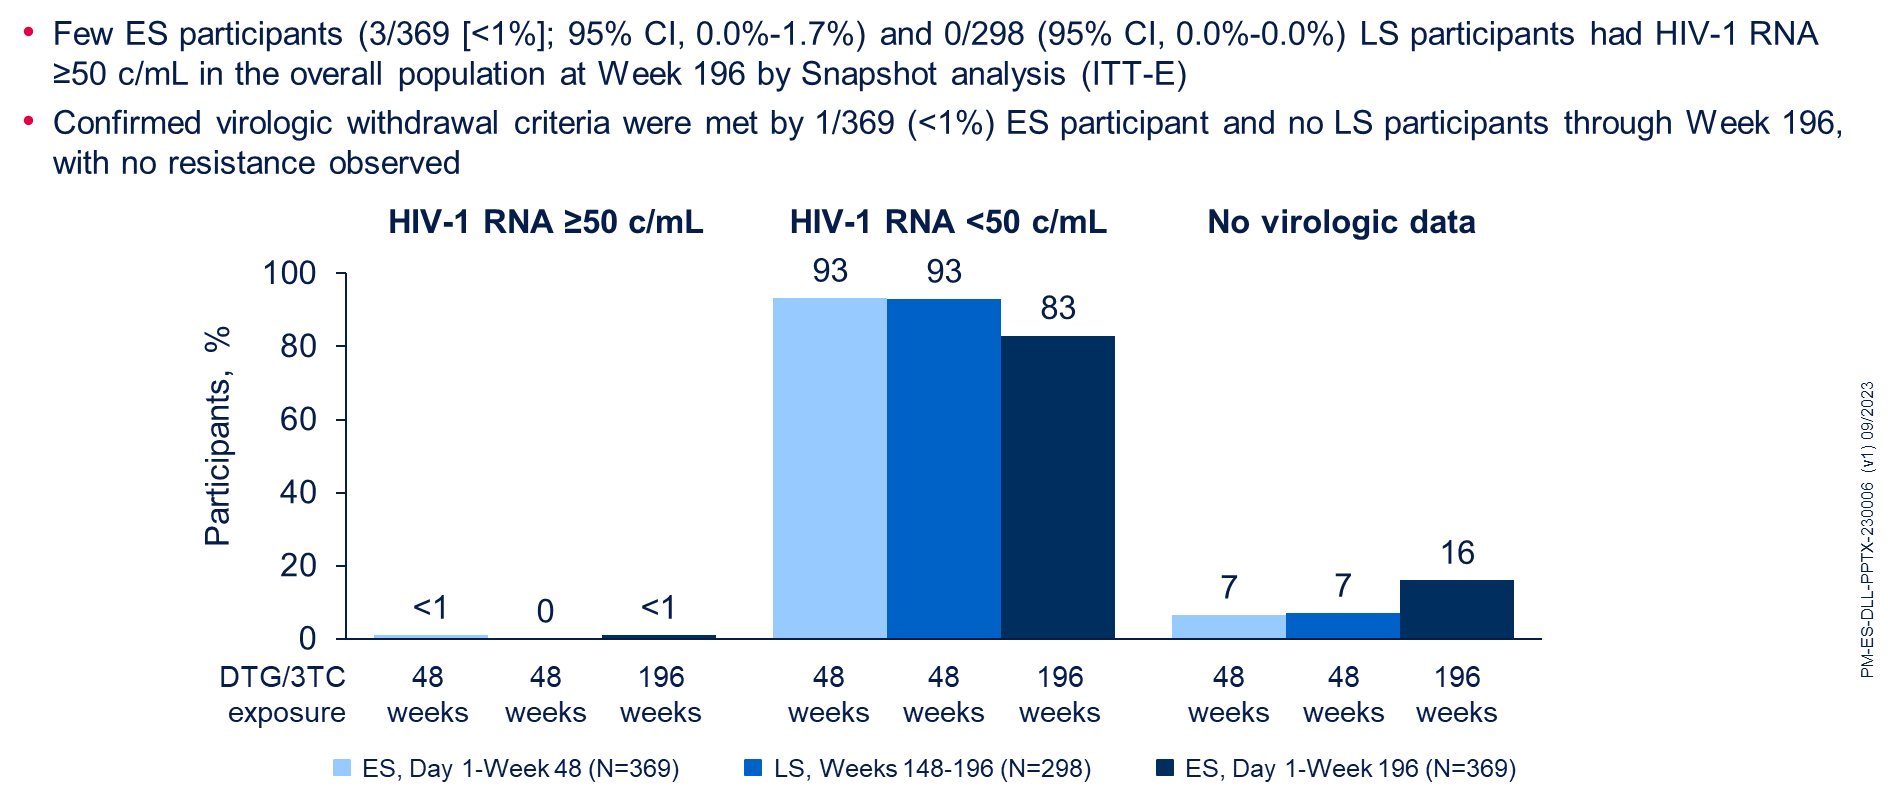 • Few ES participants (3/369 [<1%]; 95% CI, 0.0%-1.7%) and 0/298 (95% CI, 0.0%-0.0%) LS participants had HIV-1 RNA
≥50 c/mL in the overall population at Week 196 by Snapshot analysis (ITT-E)
• Confirmed virologic withdrawal criteria were met by 1/369 (<1%) ES participant and no LS participants through Week 196,
with no resistance observed
HIV-1 RNA ≥50 c/mL HIV-1 RNA <50 c/mL No virologic data
Participants, %
100
80
60
40
20
0
<1 0 <1
93 93 83
7 7 16
DTG/3TC 48 48 196 48 48 196 48 48 196
exposure weeks weeks weeks weeks weeks weeks weeks weeks weeks
ES, Day 1-Week 48 (N=369) LS, Weeks 148-196 (N=298) ES, Day 1-Week 196 (N=369)
PM-ES-DLL-PPTX-230006 (v1) 09/2023